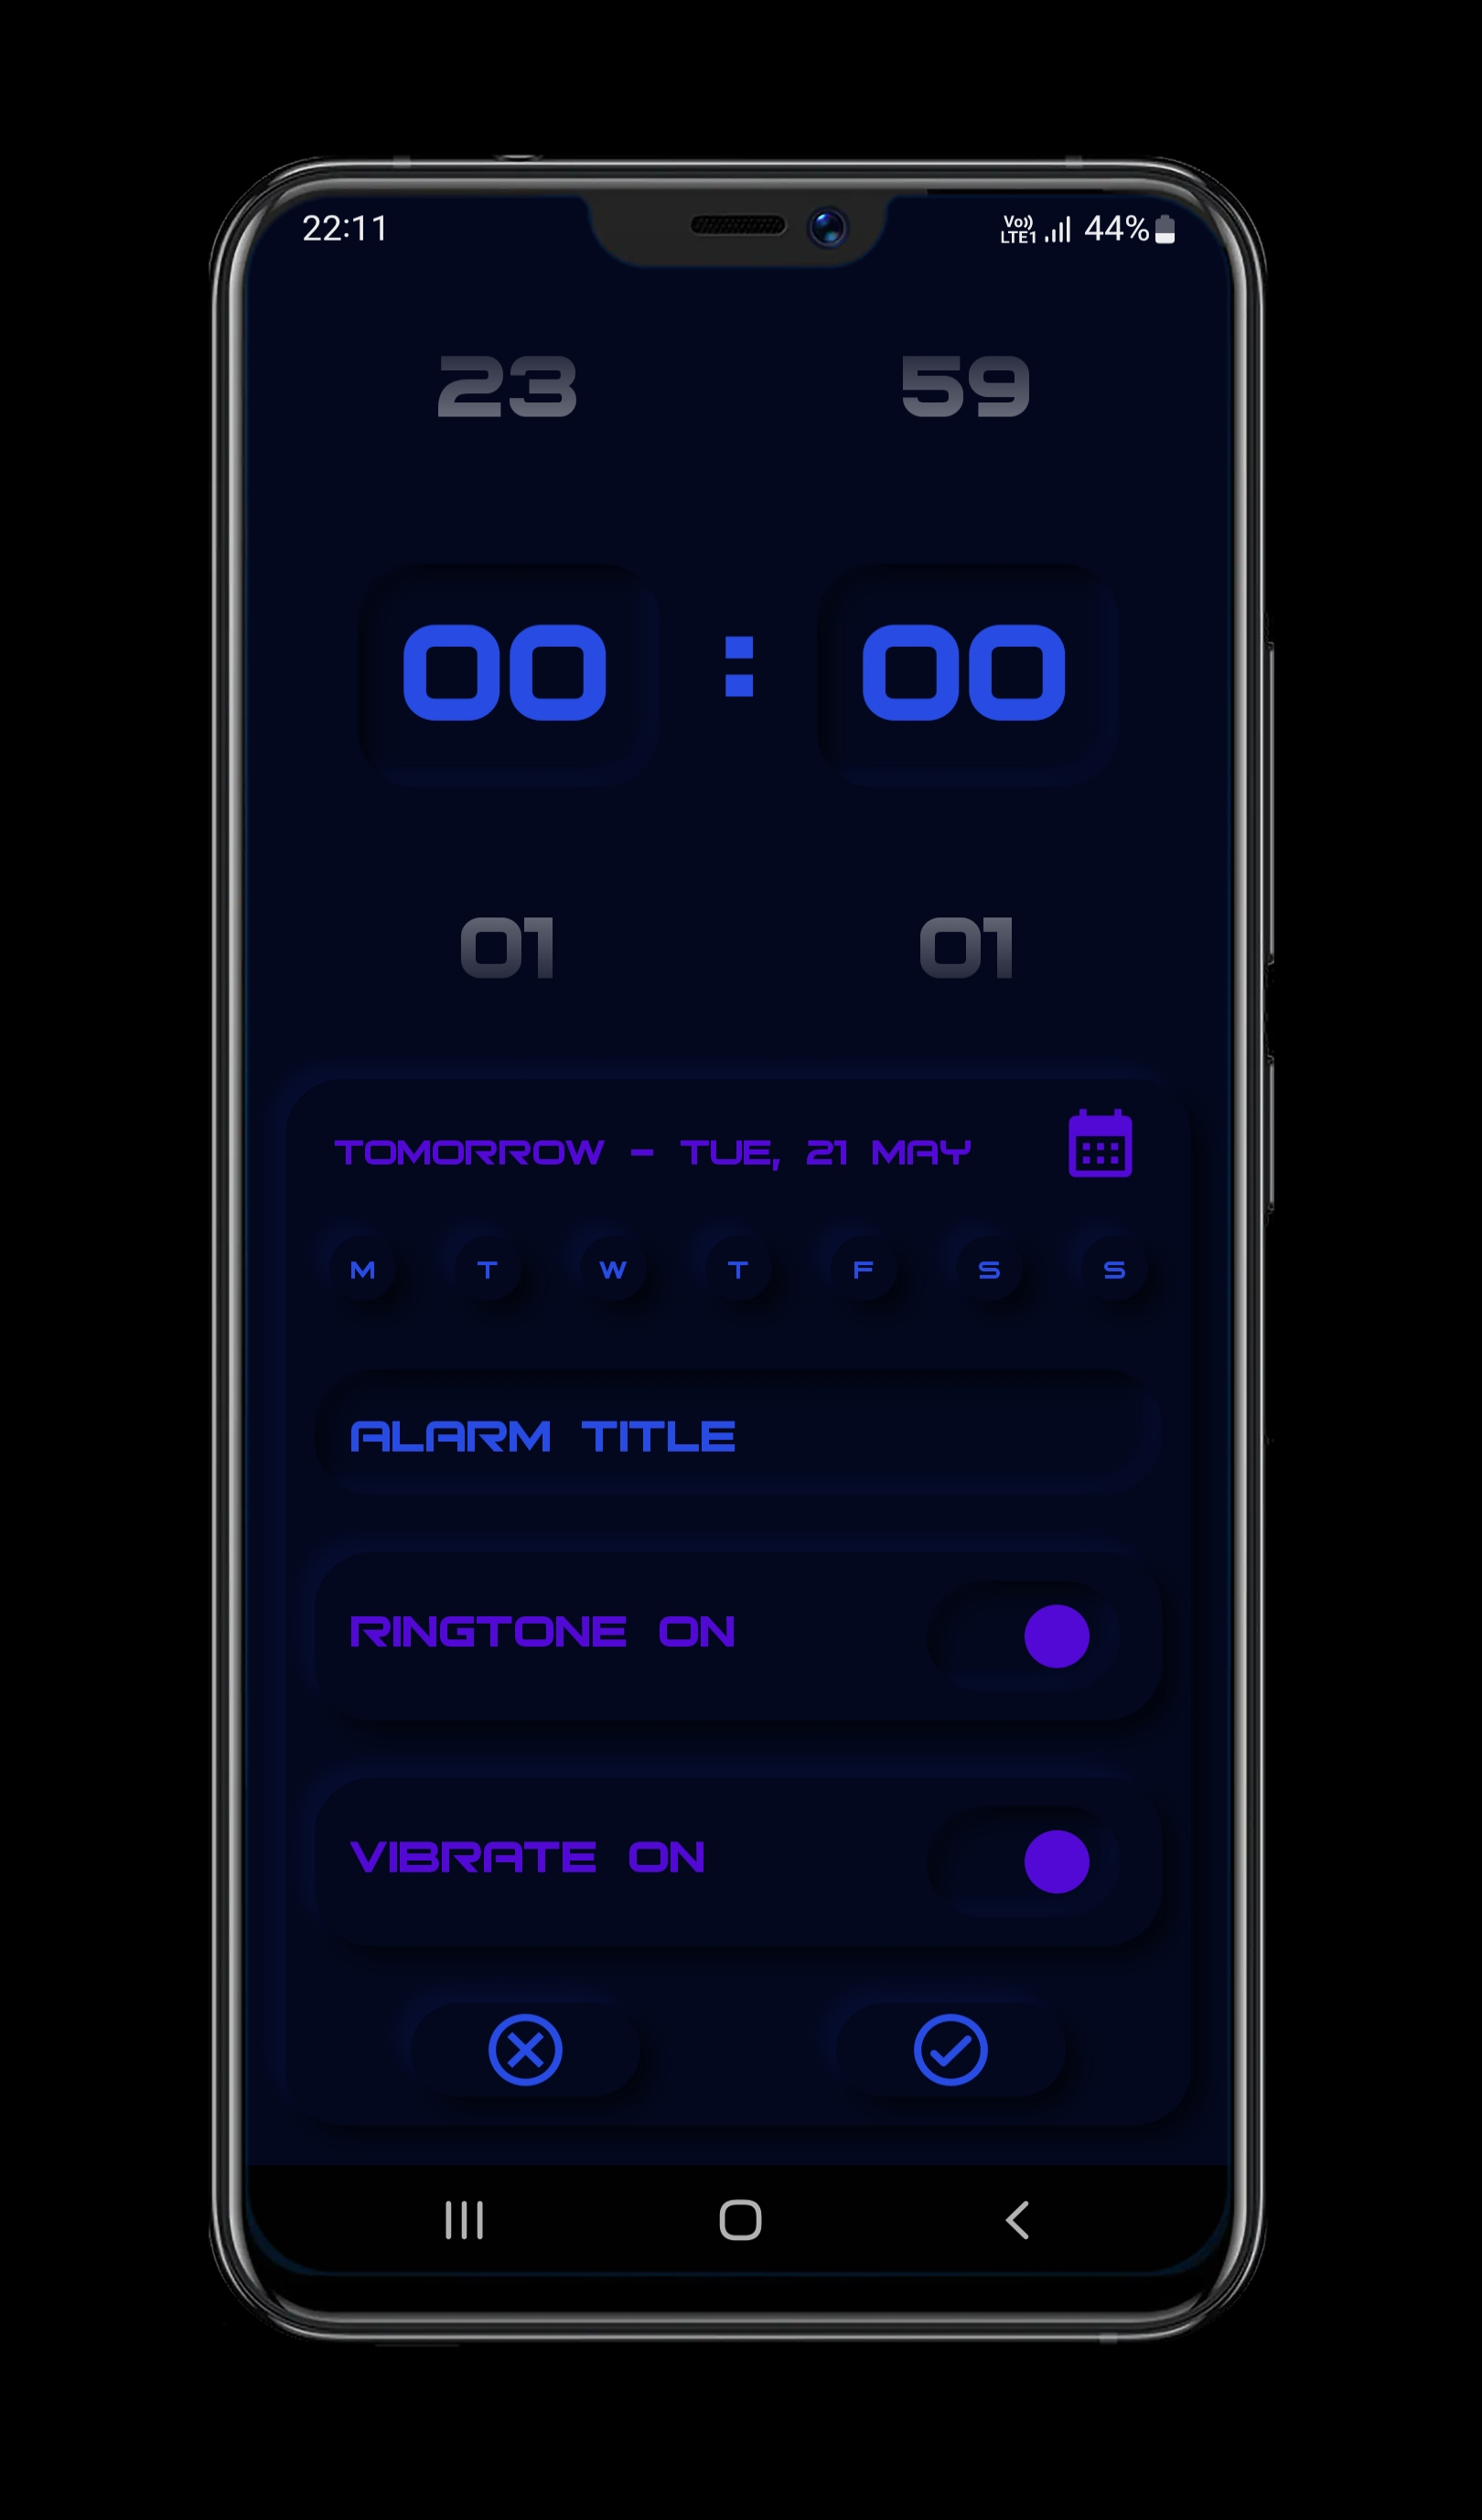 22:11 Vo)) LTE1 44%
23 59
00 : 00
01 01
TOMORROW - TUE, 21 MAY
M T W T F S S
ALARM TITLE
RINGTONE ON
VIBRATE ON